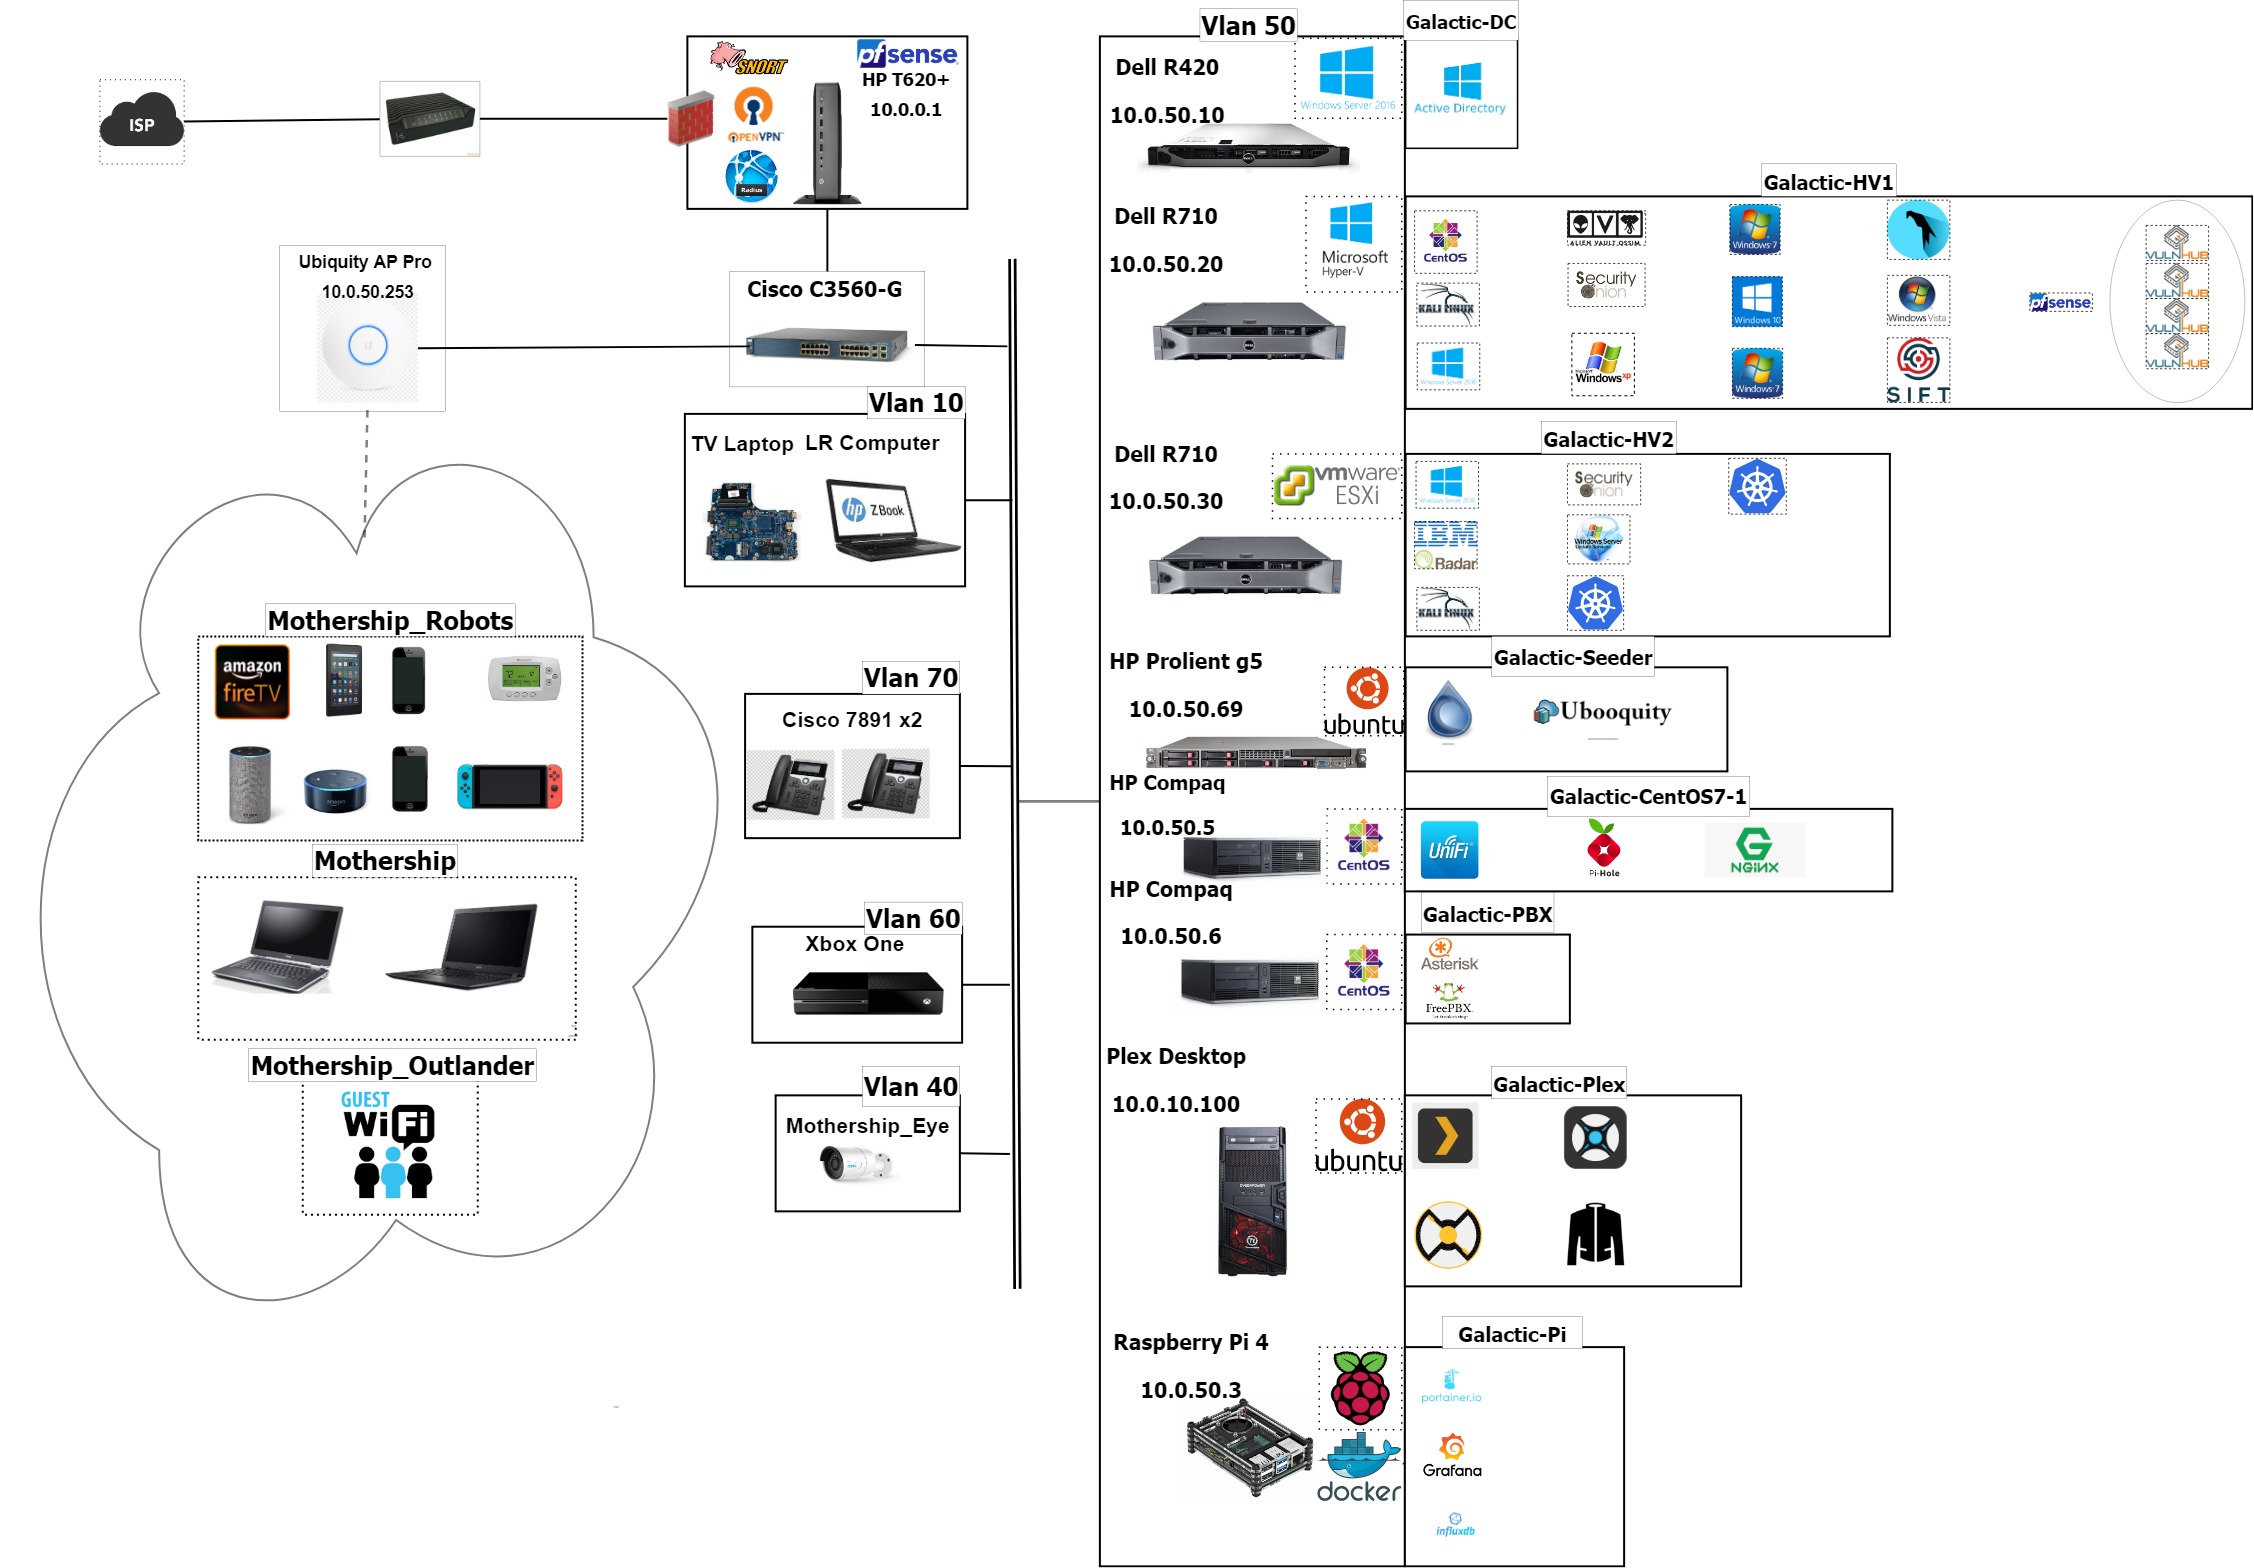 ISP
SNORT
pfsense
HP T620+
10.0.0.1
OPENVPN
Radius
Ubiquity AP Pro
10.0.50.253
Cisco C3560-G
Vlan 10
TV Laptop
LR Computer
hp ZBook
Vlan 70
Cisco 7891 x2
Vlan 60
Xbox One
Vlan 40
Mothership_Eye
Mothership_Robots
amazon
fireTV
Mothership
Mothership_Outlander
GUEST
WiFi
Vlan 50
Dell R420
10.0.50.10
Windows Server 2016
Galactic-DC
Active Directory
Dell R710
10.0.50.20
Microsoft
Hyper-V
Galactic-HV1
CentOS
KALI LINUX
Windows Server 2016
ALIEN VAULT OSSIM
Security
Onion
Microsoft
Windows xp
Windows 7
Windows 10
Windows 7
Windows Vista
SIFT
pfsense
VULNHUB
VULNHUB
VULNHUB
VULNHUB
Dell R710
10.0.50.30
vmware
ESXi
Galactic-HV2
Windows Server 2016
IBM
QRadar
KALI LINUX
Security
Onion
Windows Server
Update Services
HP Prolient g5
10.0.50.69
ubuntu
Galactic-Seeder
Ubooquity
HP Compaq
10.0.50.5
CentOS
Galactic-CentOS7-1
UniFi
Pi-Hole
NGINX
HP Compaq
10.0.50.6
CentOS
Galactic-PBX
Asterisk
FreePBX
Plex Desktop
10.0.10.100
ubuntu
Galactic-Plex
Raspberry Pi 4
10.0.50.3
docker
Galactic-Pi
portainer.io
Grafana
influxdb